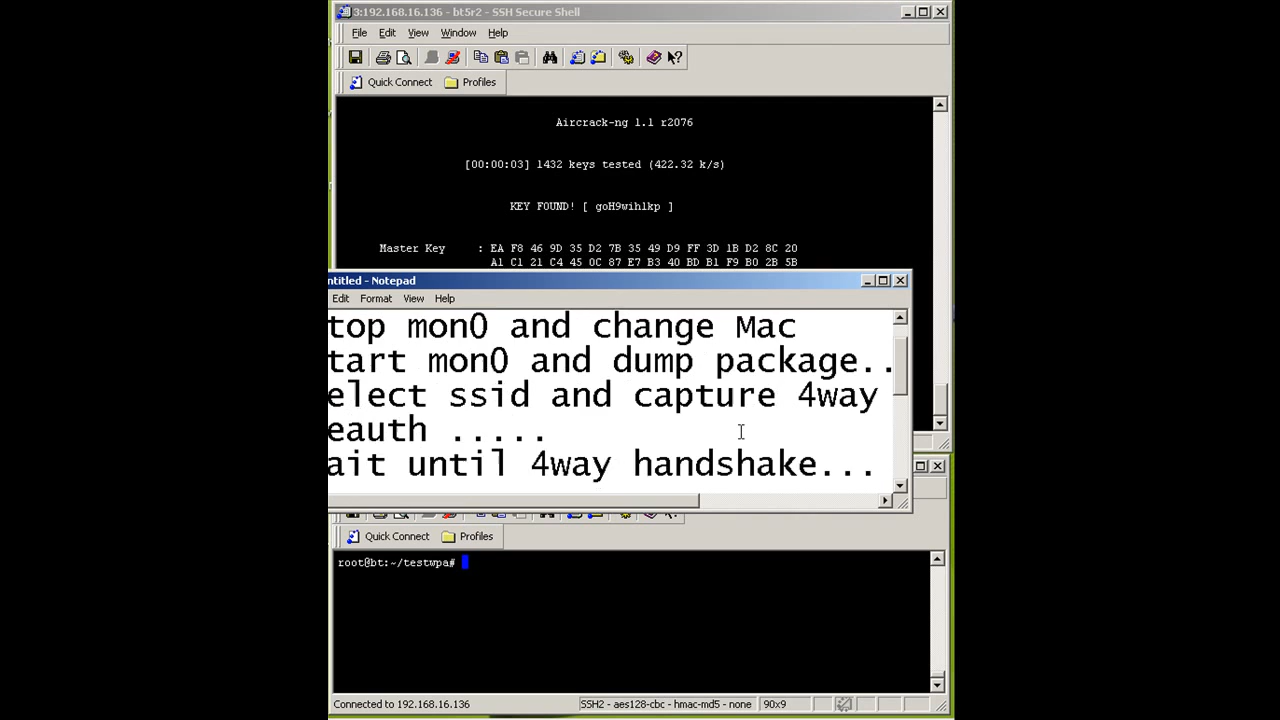 3:192.168.16.136 - bt5r2 - SSH Secure Shell
File Edit View Window Help
Quick Connect Profiles
Aircrack-ng 1.1 r2076
[00:00:03] 1432 keys tested (422.32 k/s)
KEY FOUND! [ goH9wihlkp ]
Master Key : EA F8 46 9D 35 D2 7B 35 49 D9 FF 3D 1B D2 8C 20
A1 C1 21 C4 45 0C 87 E7 B3 40 BD B1 F9 B0 2B 5B
ntitled - Notepad
Edit Format View Help
top mon0 and change Mac
tart mon0 and dump package..
elect ssid and capture 4way
eauth .....
ait until 4way handshake...
Quick Connect Profiles
root@bt:~/testwpa#
Connected to 192.168.16.136 SSH2 - aes128-cbc - hmac-md5 - none 90x9